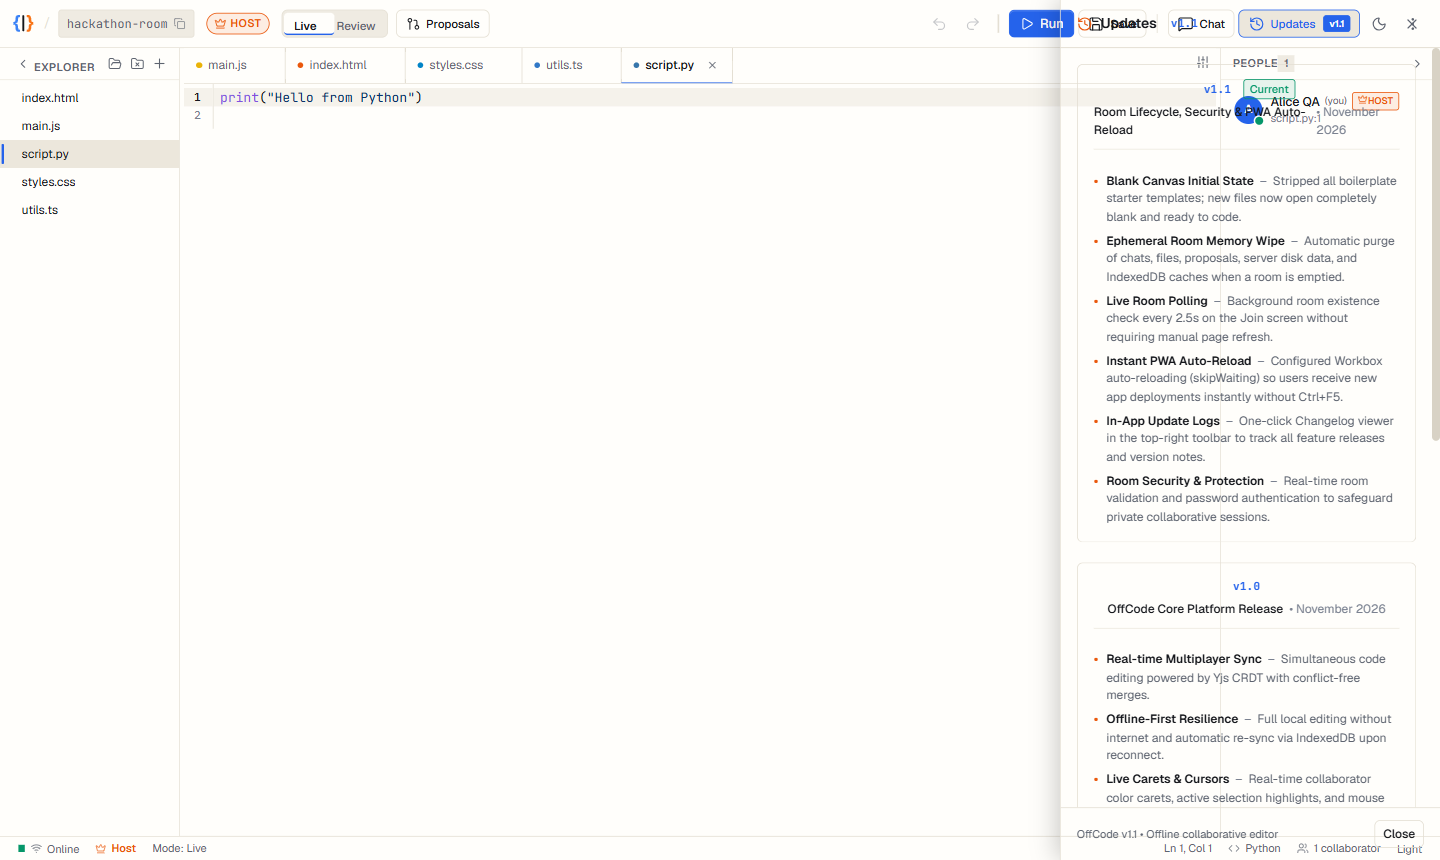 {|} / hackathon-room HOST Live Review Proposals Run Updates v1.1 Chat Updates v1.1
EXPLORER
index.html
main.js
script.py
styles.css
utils.ts
main.js index.html styles.css utils.ts script.py
1 print("Hello from Python")
2
PEOPLE 1
Alice QA (you) HOST
script.py:1
v1.1 Current
Room Lifecycle, Security & PWA Auto-Reload • November 2026
Blank Canvas Initial State – Stripped all boilerplate
starter templates; new files now open completely
blank and ready to code.
Ephemeral Room Memory Wipe – Automatic purge
of chats, files, proposals, server disk data, and
IndexedDB caches when a room is emptied.
Live Room Polling – Background room existence
check every 2.5s on the Join screen without
requiring manual page refresh.
Instant PWA Auto-Reload – Configured Workbox
auto-reloading (skipWaiting) so users receive new
app deployments instantly without Ctrl+F5.
In-App Update Logs – One-click Changelog viewer
in the top-right toolbar to track all feature releases
and version notes.
Room Security & Protection – Real-time room
validation and password authentication to safeguard
private collaborative sessions.
v1.0
OffCode Core Platform Release • November 2026
Real-time Multiplayer Sync – Simultaneous code
editing powered by Yjs CRDT with conflict-free
merges.
Offline-First Resilience – Full local editing without
internet and automatic re-sync via IndexedDB upon
reconnect.
Live Carets & Cursors – Real-time collaborator
color carets, active selection highlights, and mouse
OffCode v1.1 • Offline collaborative editor Close
Online Host Mode: Live Ln 1, Col 1 Python 1 collaborator Light